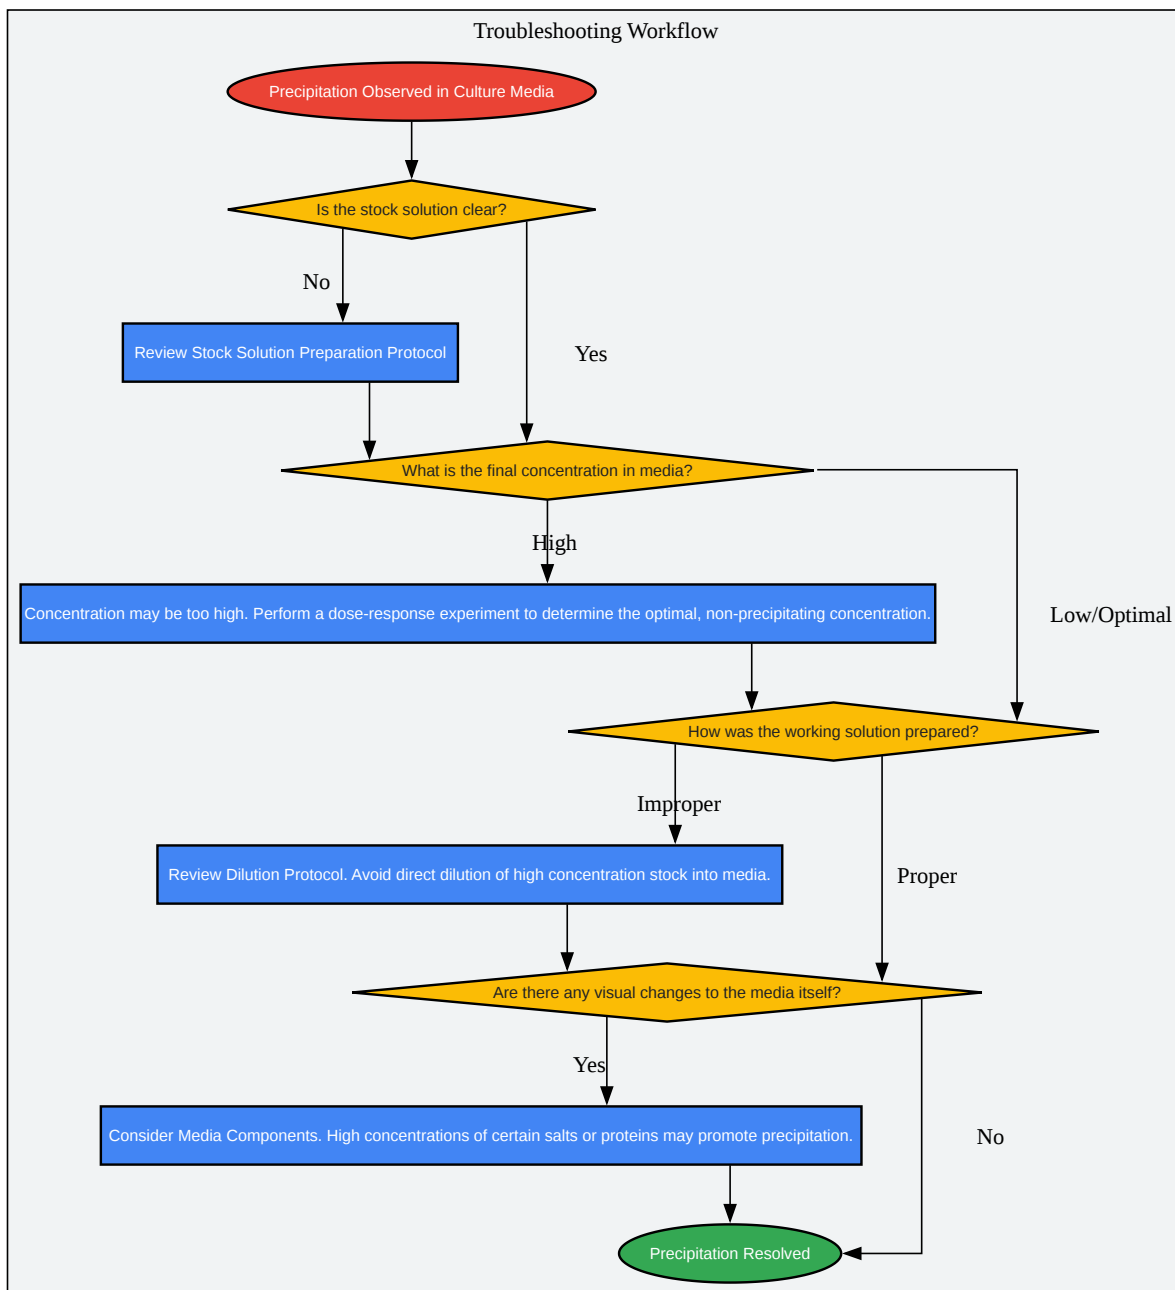 Troubleshooting Workflow
Precipitation Observed in Culture Media
Is the stock solution clear?
No
Review Stock Solution Preparation Protocol
Yes
What is the final concentration in media?
High
Concentration may be too high. Perform a dose-response experiment to determine the optimal, non-precipitating concentration.
Low/Optimal
How was the working solution prepared?
Improper
Review Dilution Protocol. Avoid direct dilution of high concentration stock into media.
Proper
Are there any visual changes to the media itself?
Yes
Consider Media Components. High concentrations of certain salts or proteins may promote precipitation.
No
Precipitation Resolved